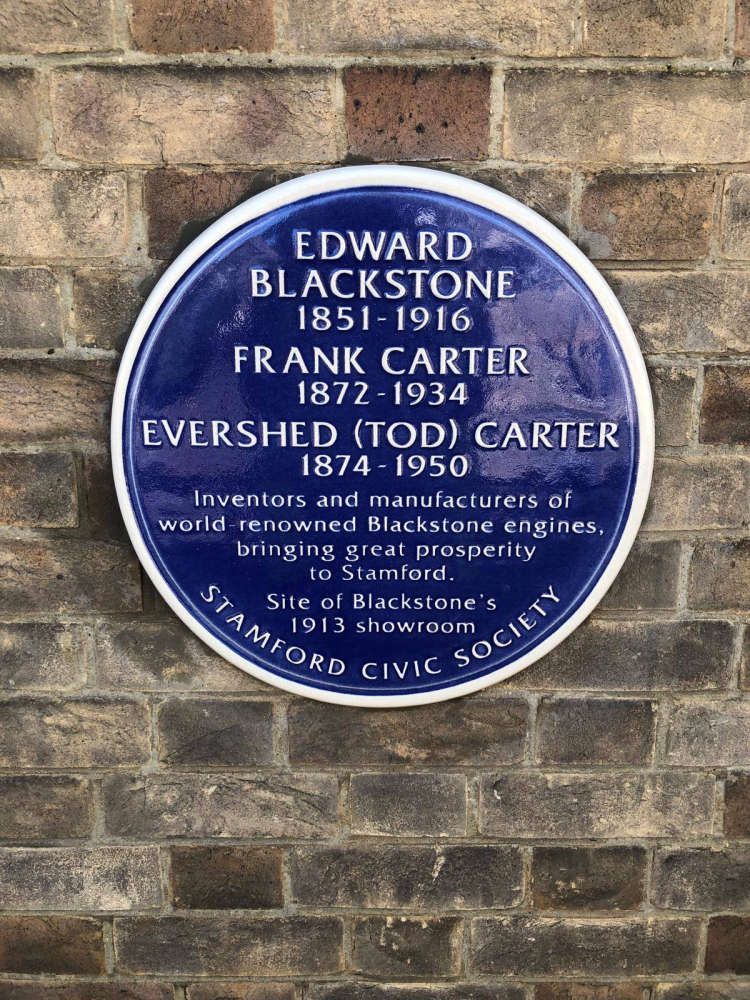 EDWARD
BLACKSTONE
1851-1916
FRANK CARTER
1872-1934
EVERSHED (TOD) CARTER
1874-1950
Inventors and manufacturers of
world-renowned Blackstone engines,
bringing great prosperity
to Stamford.
Site of Blackstone's
1913 showroom
STAMFORD CIVIC SOCIETY